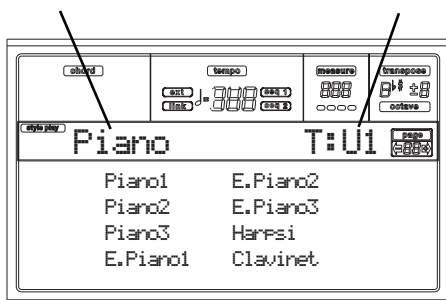 chord tempo measure transpose
ext seq 1
link seq 2
octave
style play Piano T:U1 page
Piano1 E.Piano2
Piano2 E.Piano3
Piano3 Harpsi
E.Piano1 Clavinet